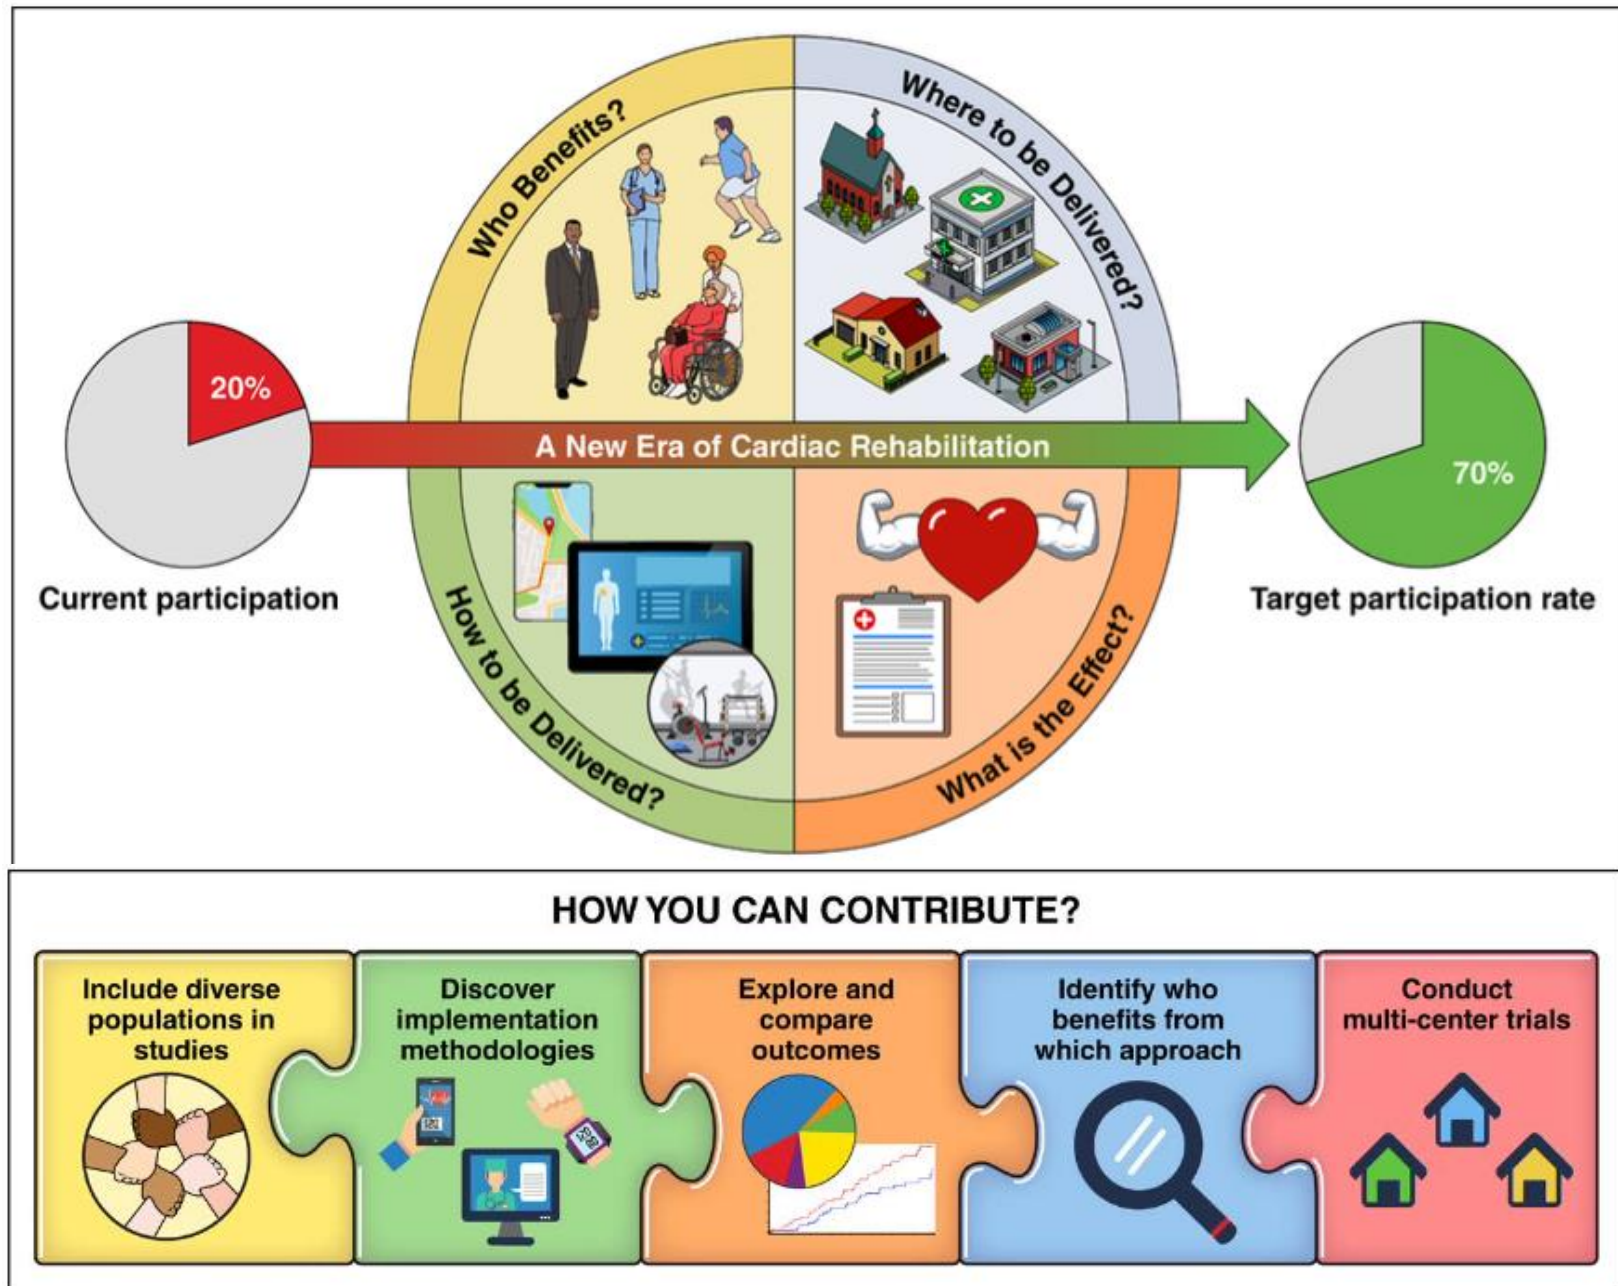 Who Benefits?
Where to be Delivered?
20%
Current participation
A New Era of Cardiac Rehabilitation
70%
Target participation rate
How to be Delivered?
What is the Effect?
HOW YOU CAN CONTRIBUTE?
Include diverse
populations in
studies
Discover
implementation
methodologies
Explore and
compare
outcomes
Identify who
benefits from
which approach
Conduct
multi-center trials